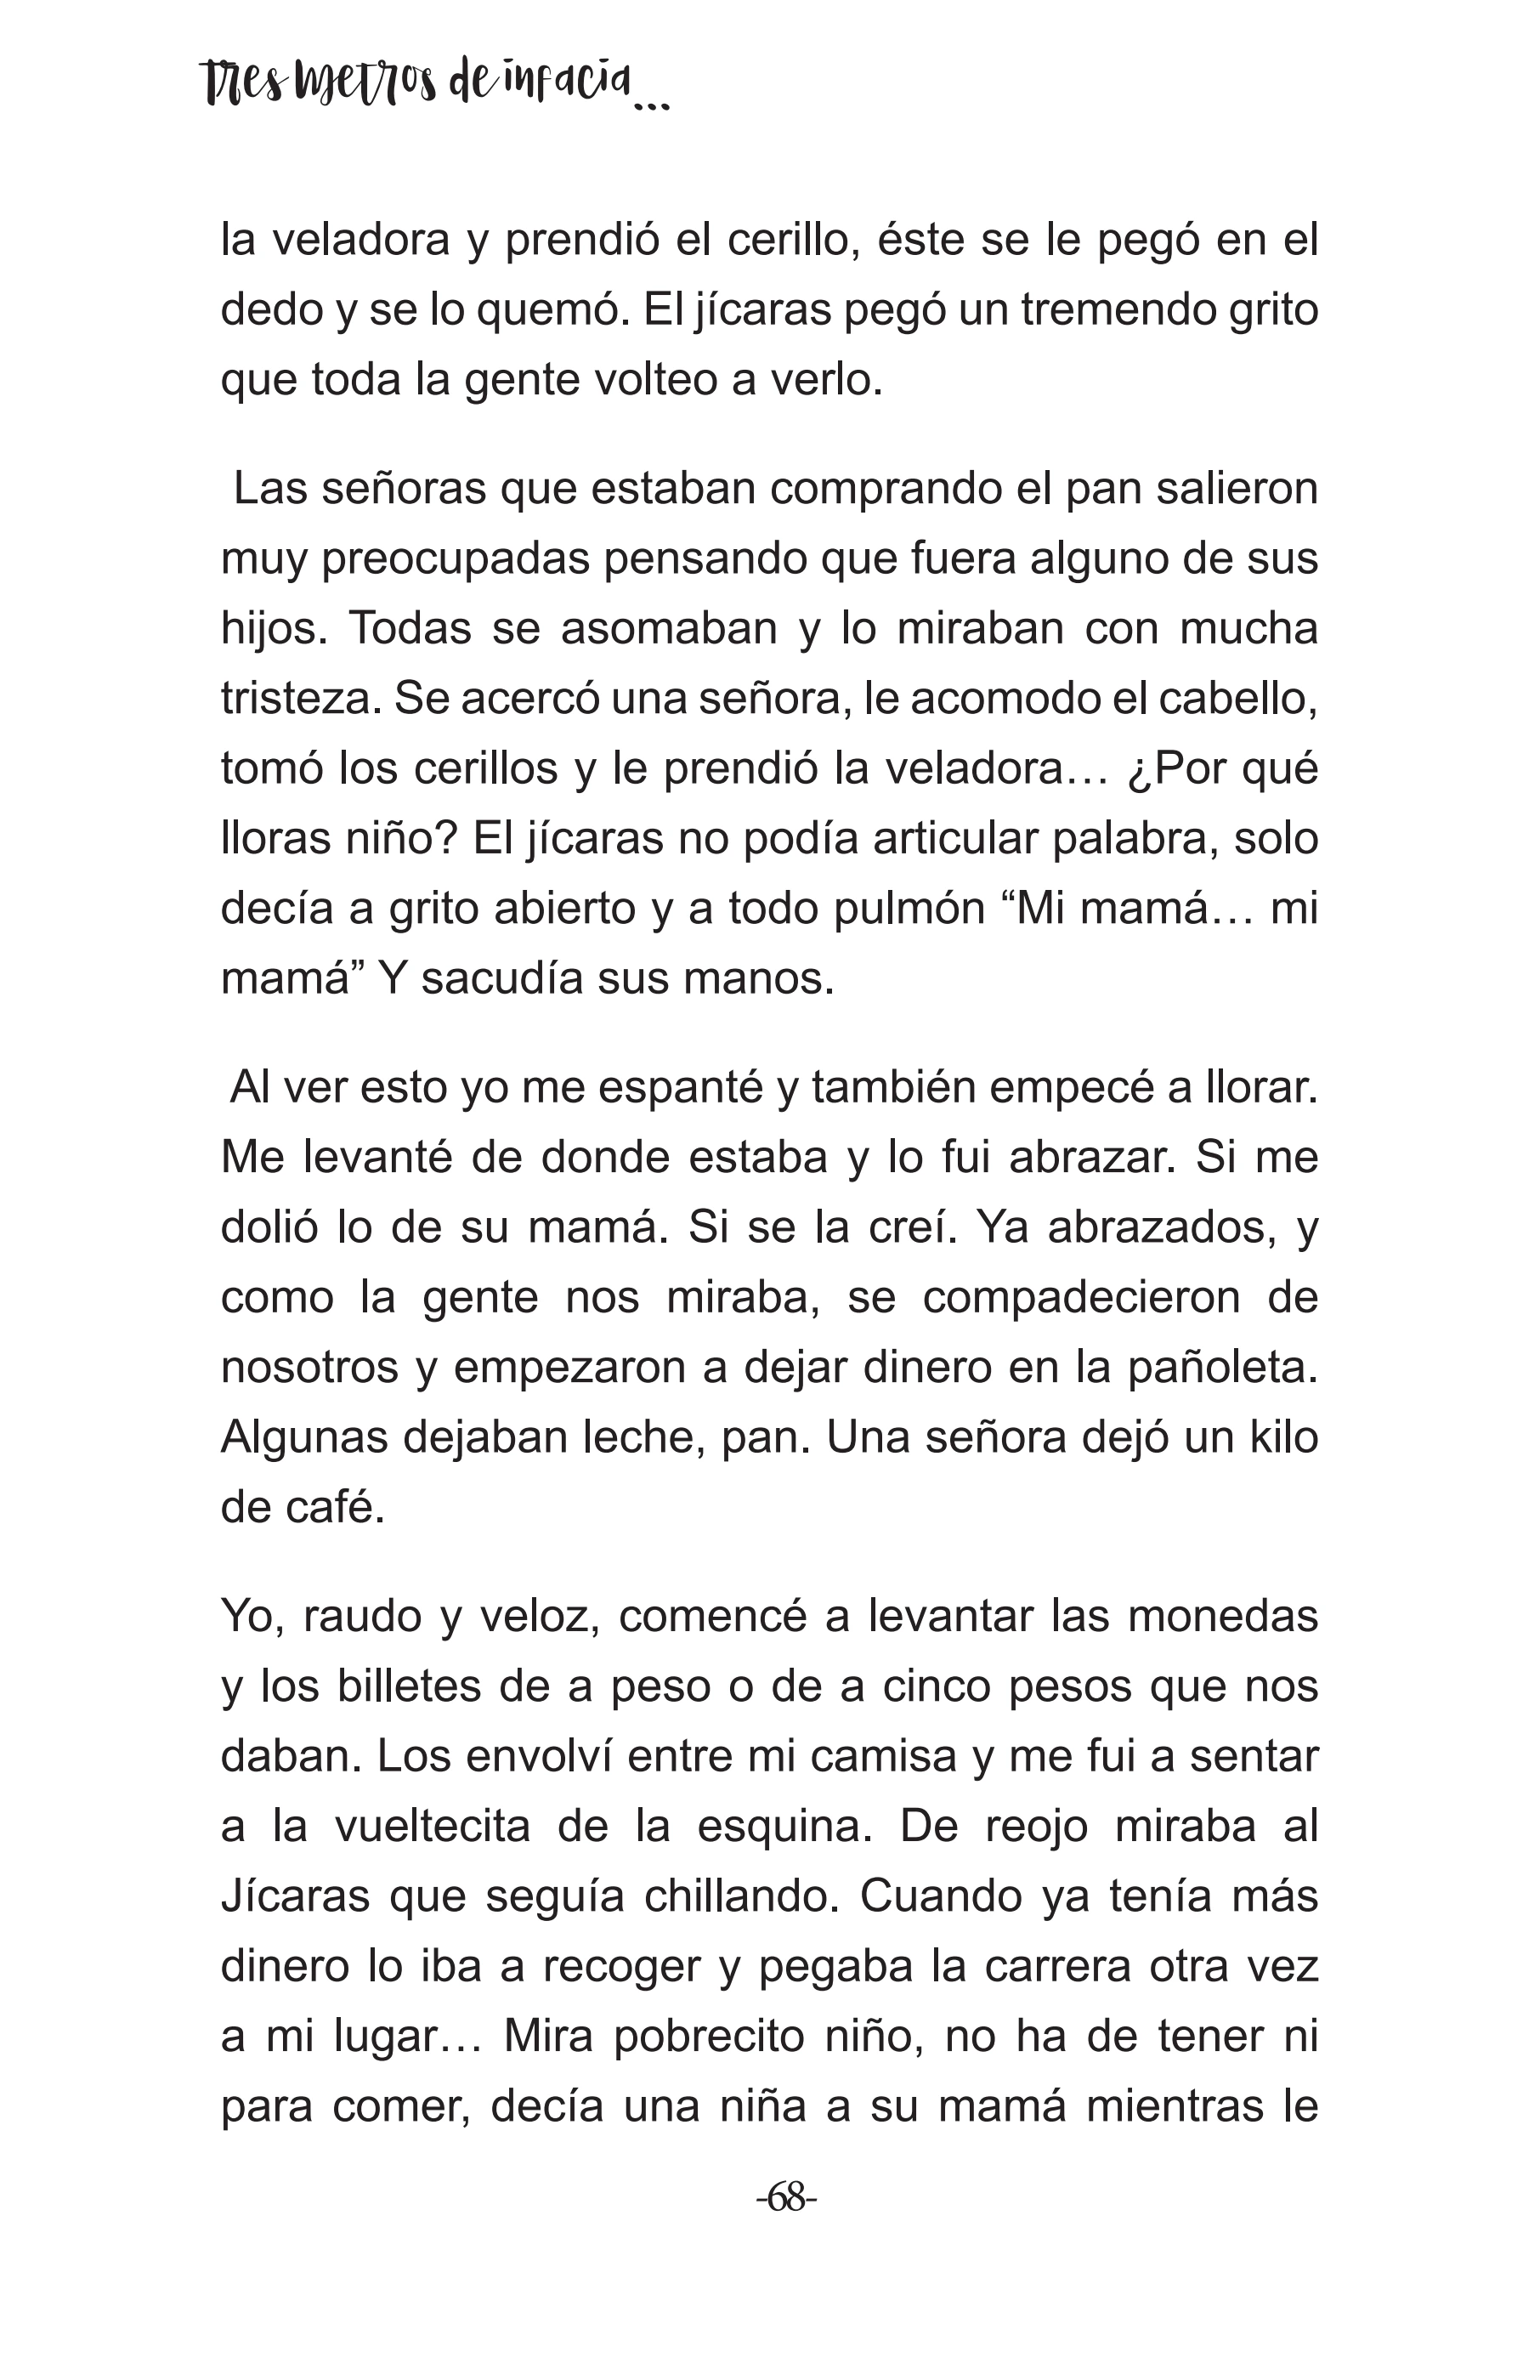 Tres metros de infacia...
la veladora y prendió el cerillo, éste se le pegó en el
dedo y se lo quemó. El jícaras pegó un tremendo grito
que toda la gente volteo a verlo.
Las señoras que estaban comprando el pan salieron
muy preocupadas pensando que fuera alguno de sus
hijos. Todas se asomaban y lo miraban con mucha
tristeza. Se acercó una señora, le acomodo el cabello,
tomó los cerillos y le prendió la veladora… ¿Por qué
lloras niño? El jícaras no podía articular palabra, solo
decía a grito abierto y a todo pulmón “Mi mamá… mi
mamá” Y sacudía sus manos.
Al ver esto yo me espanté y también empecé a llorar.
Me levanté de donde estaba y lo fui abrazar. Si me
dolió lo de su mamá. Si se la creí. Ya abrazados, y
como la gente nos miraba, se compadecieron de
nosotros y empezaron a dejar dinero en la pañoleta.
Algunas dejaban leche, pan. Una señora dejó un kilo
de café.
Yo, raudo y veloz, comencé a levantar las monedas
y los billetes de a peso o de a cinco pesos que nos
daban. Los envolví entre mi camisa y me fui a sentar
a la vueltecita de la esquina. De reojo miraba al
Jícaras que seguía chillando. Cuando ya tenía más
dinero lo iba a recoger y pegaba la carrera otra vez
a mi lugar… Mira pobrecito niño, no ha de tener ni
para comer, decía una niña a su mamá mientras le
-68-